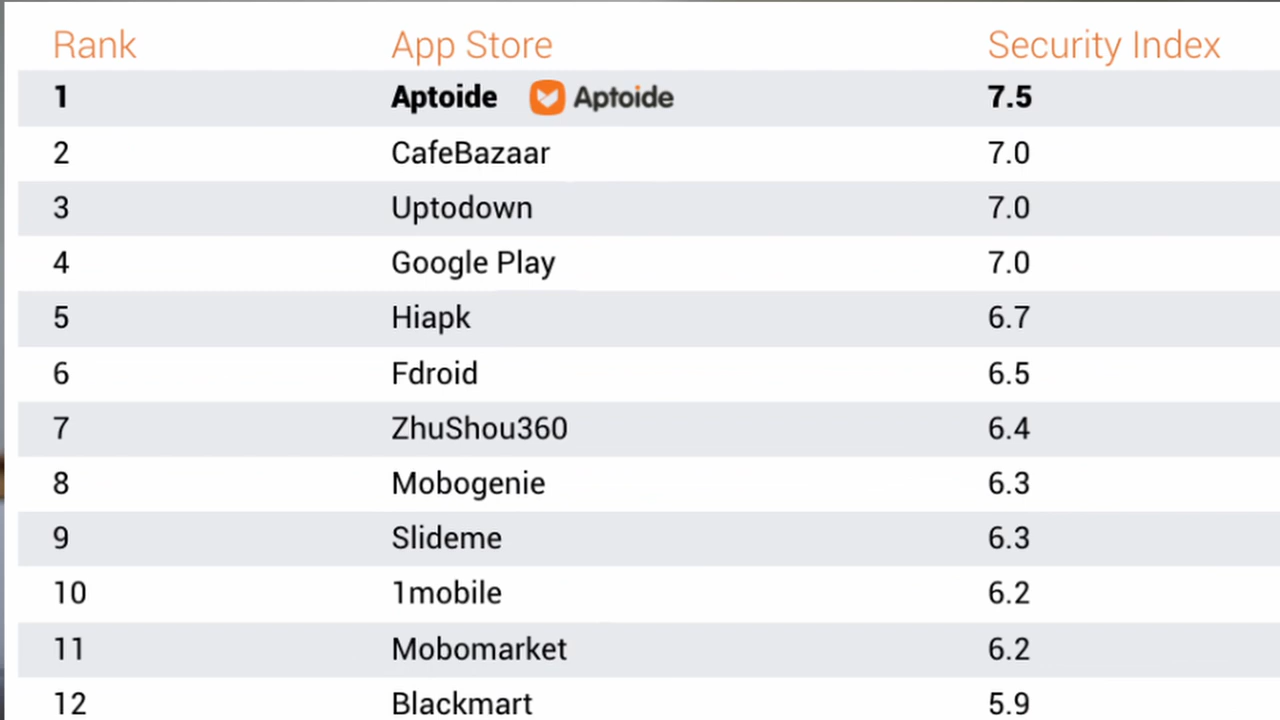 Rank App Store Security Index
1 Aptoide Aptoide 7.5
2 CafeBazaar 7.0
3 Uptodown 7.0
4 Google Play 7.0
5 Hiapk 6.7
6 Fdroid 6.5
7 ZhuShou360 6.4
8 Mobogenie 6.3
9 Slideme 6.3
10 1mobile 6.2
11 Mobomarket 6.2
12 Blackmart 5.9